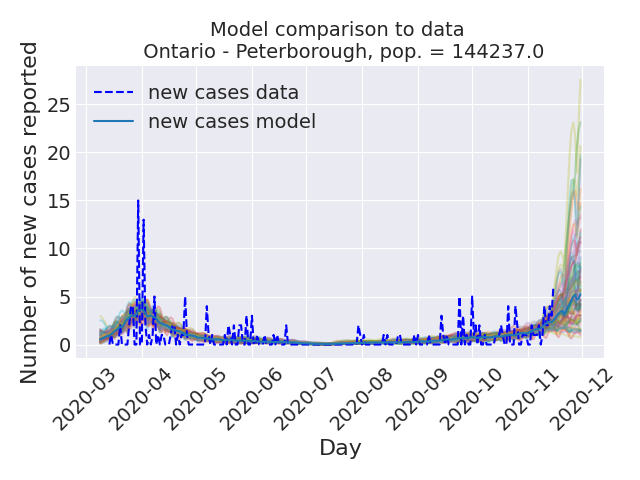 Model comparison to data
Ontario - Peterborough, pop. = 144237.0
Number of new cases reported
25
20
15
10
5
0
new cases data
new cases model
2020-03
2020-04
2020-05
2020-06
2020-07
2020-08
2020-09
2020-10
2020-11
2020-12
Day